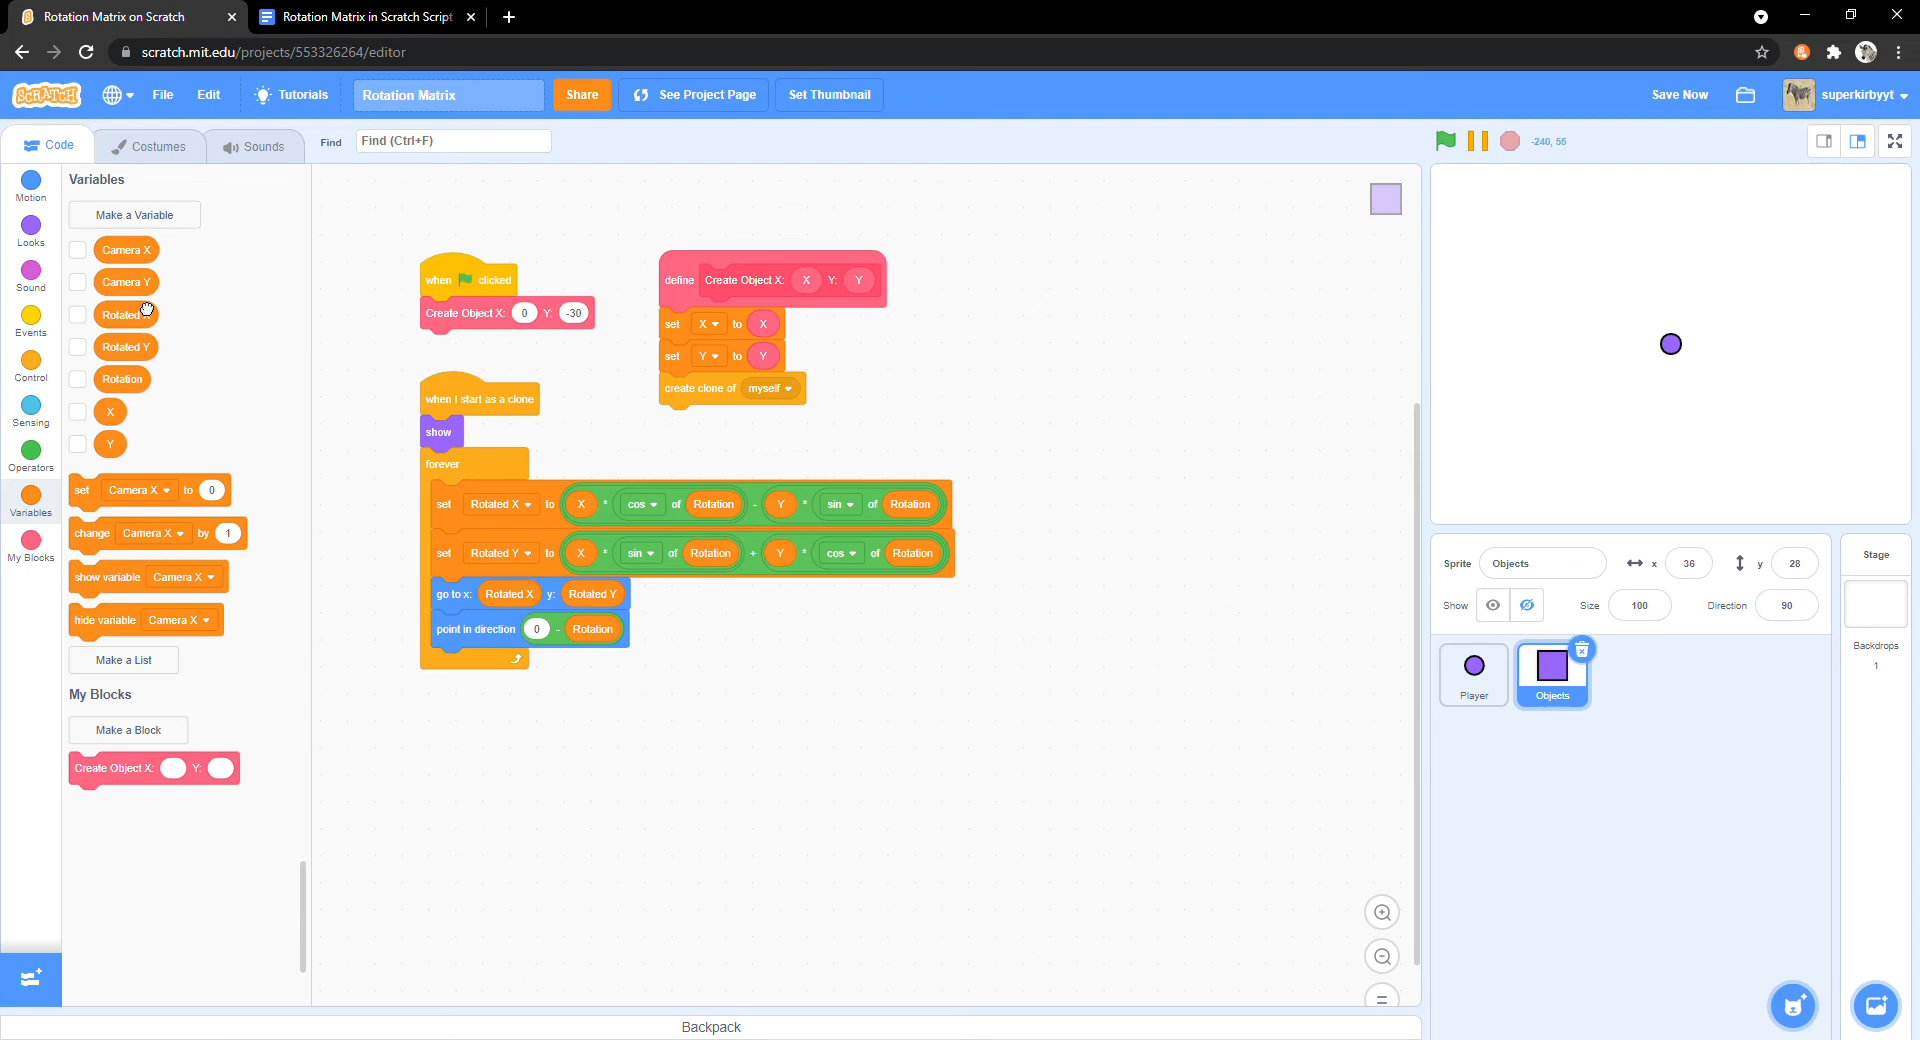 Rotation Matrix on Scratch
Rotation Matrix in Scratch Script
scratch.mit.edu/projects/553326264/editor
SCRATCH File Edit Tutorials Rotation Matrix Share See Project Page Set Thumbnail Save Now superkirbyyt
Code Costumes Sounds Find Find (Ctrl+F) -240, 55
Motion
Looks
Sound
Events
Control
Sensing
Operators
Variables
My Blocks
Variables
Make a Variable
Camera X
Camera Y
Rotated
Rotated Y
Rotation
X
Y
set Camera X to 0
change Camera X by 1
show variable Camera X
hide variable Camera X
Make a List
My Blocks
Make a Block
Create Object X: Y:
when clicked
Create Object X: 0 Y: -30
define Create Object X: X Y: Y
set X to X
set Y to Y
create clone of myself
when I start as a clone
show
forever
set Rotated X to X * cos of Rotation - Y * sin of Rotation
set Rotated Y to X * sin of Rotation + Y * cos of Rotation
go to x: Rotated X y: Rotated Y
point in direction 0 - Rotation
Sprite Objects x 36 y 28
Show Size 100 Direction 90
Player
Objects
Stage
Backdrops
1
Backpack